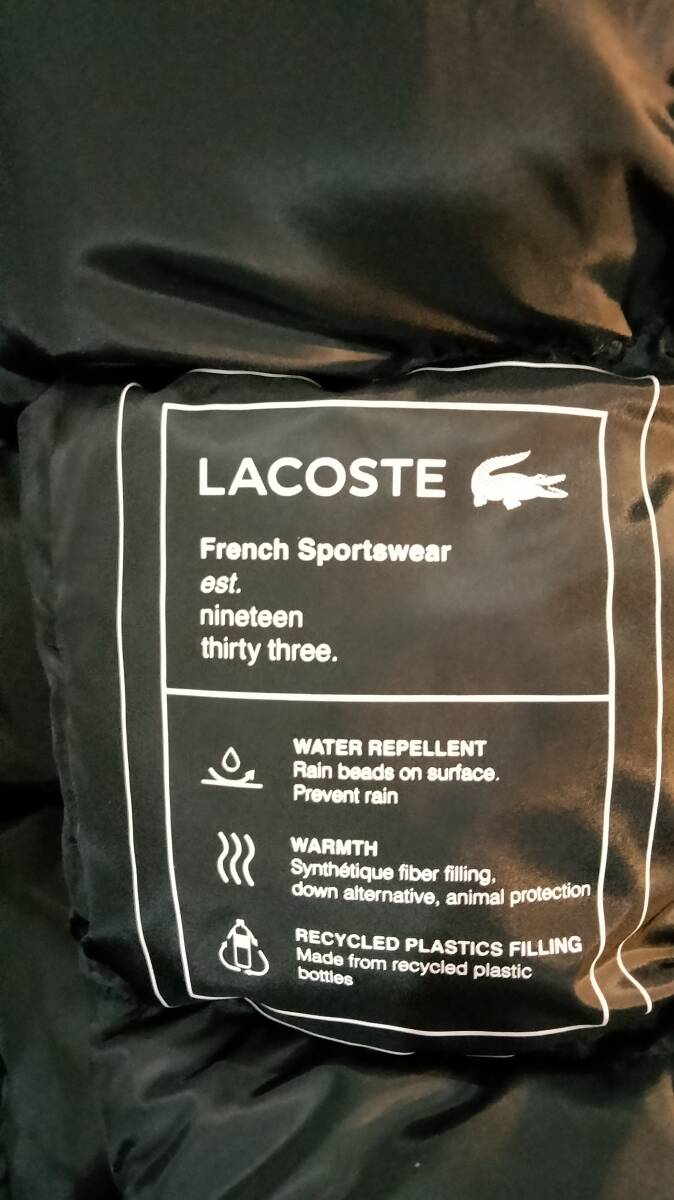 LACOSTE
French Sportswear
est.
nineteen
thirty three.
WATER REPELLENT
Rain beads on surface.
Prevent rain
WARMTH
Synthétique fiber filling,
down alternative, animal protection
RECYCLED PLASTICS FILLING
Made from recycled plastic
bottles